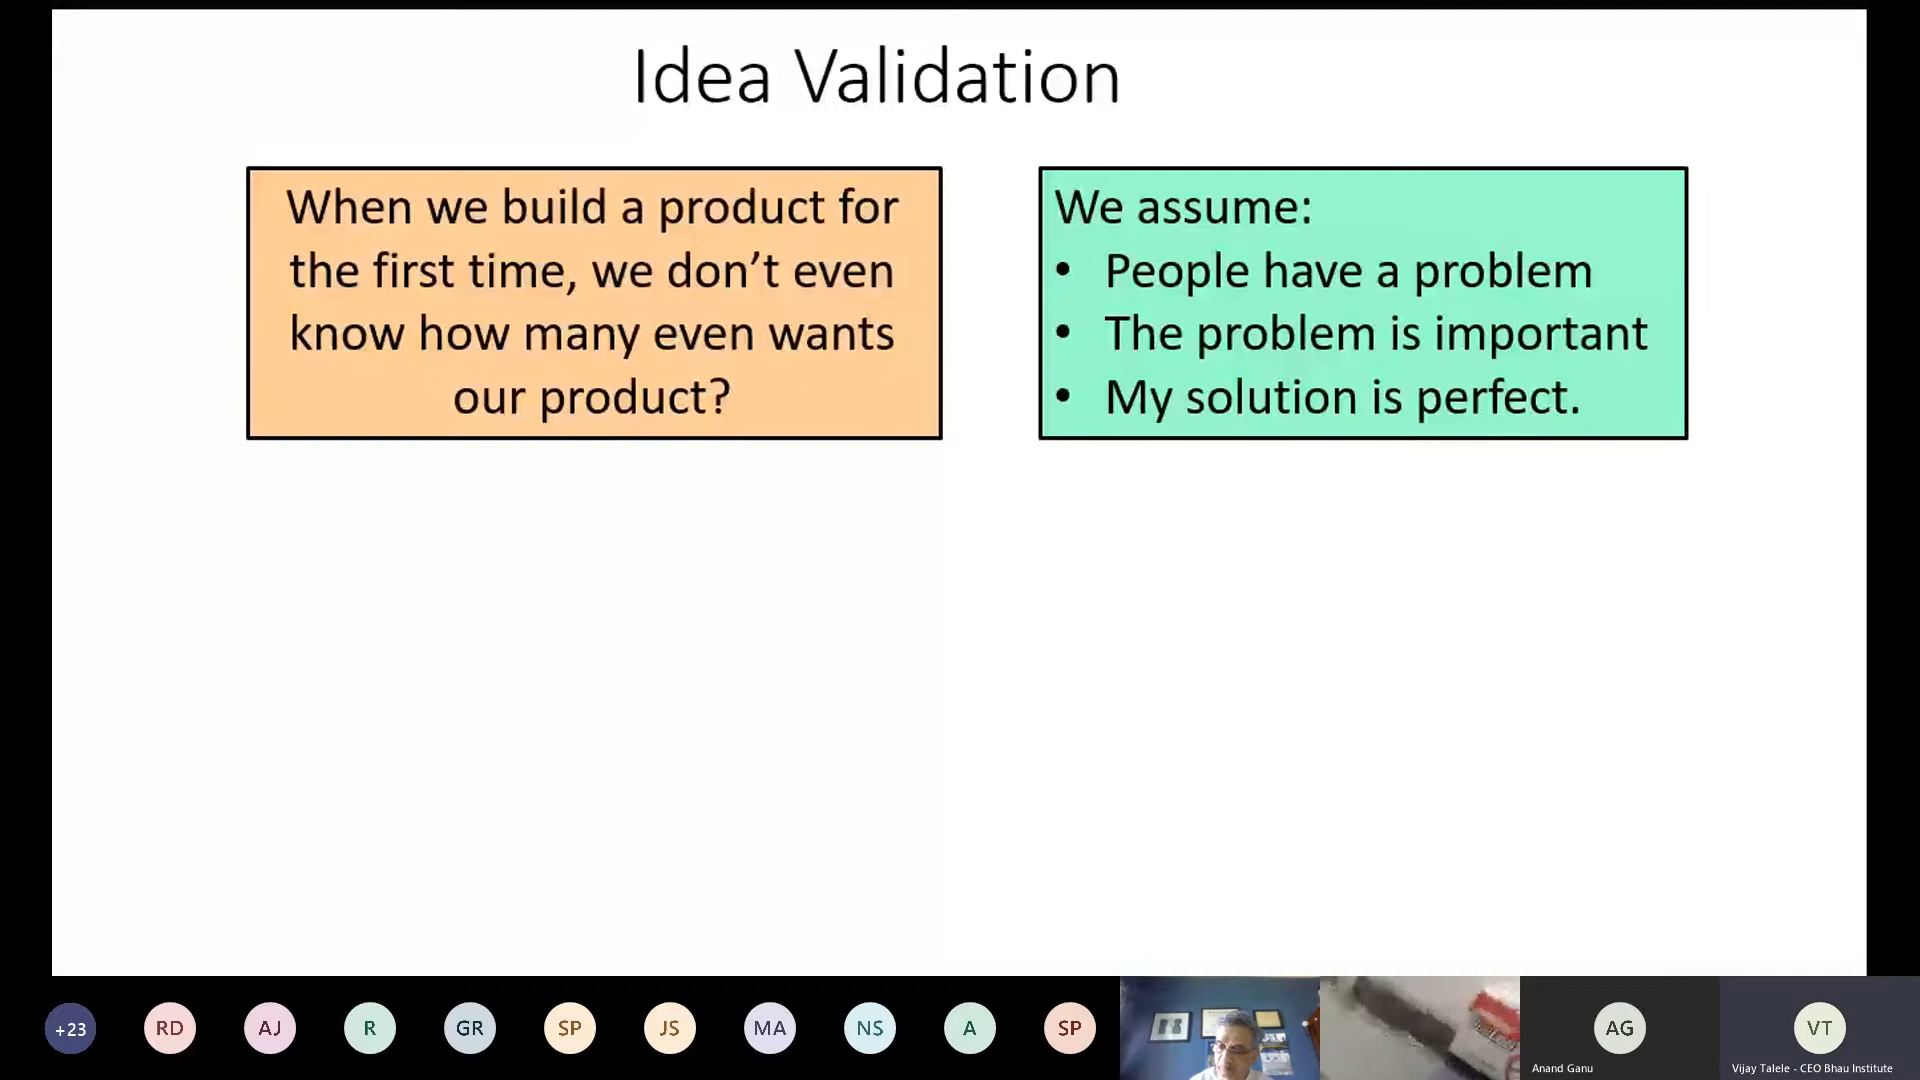 Idea Validation
When we build a product for
the first time, we don’t even
know how many even wants
our product?
We assume:
• People have a problem
• The problem is important
• My solution is perfect.
+23
RD
AJ
R
GR
SP
JS
MA
NS
A
SP
AG
VT
Anand Ganu
Vijay Talele - CEO Bhau Institute